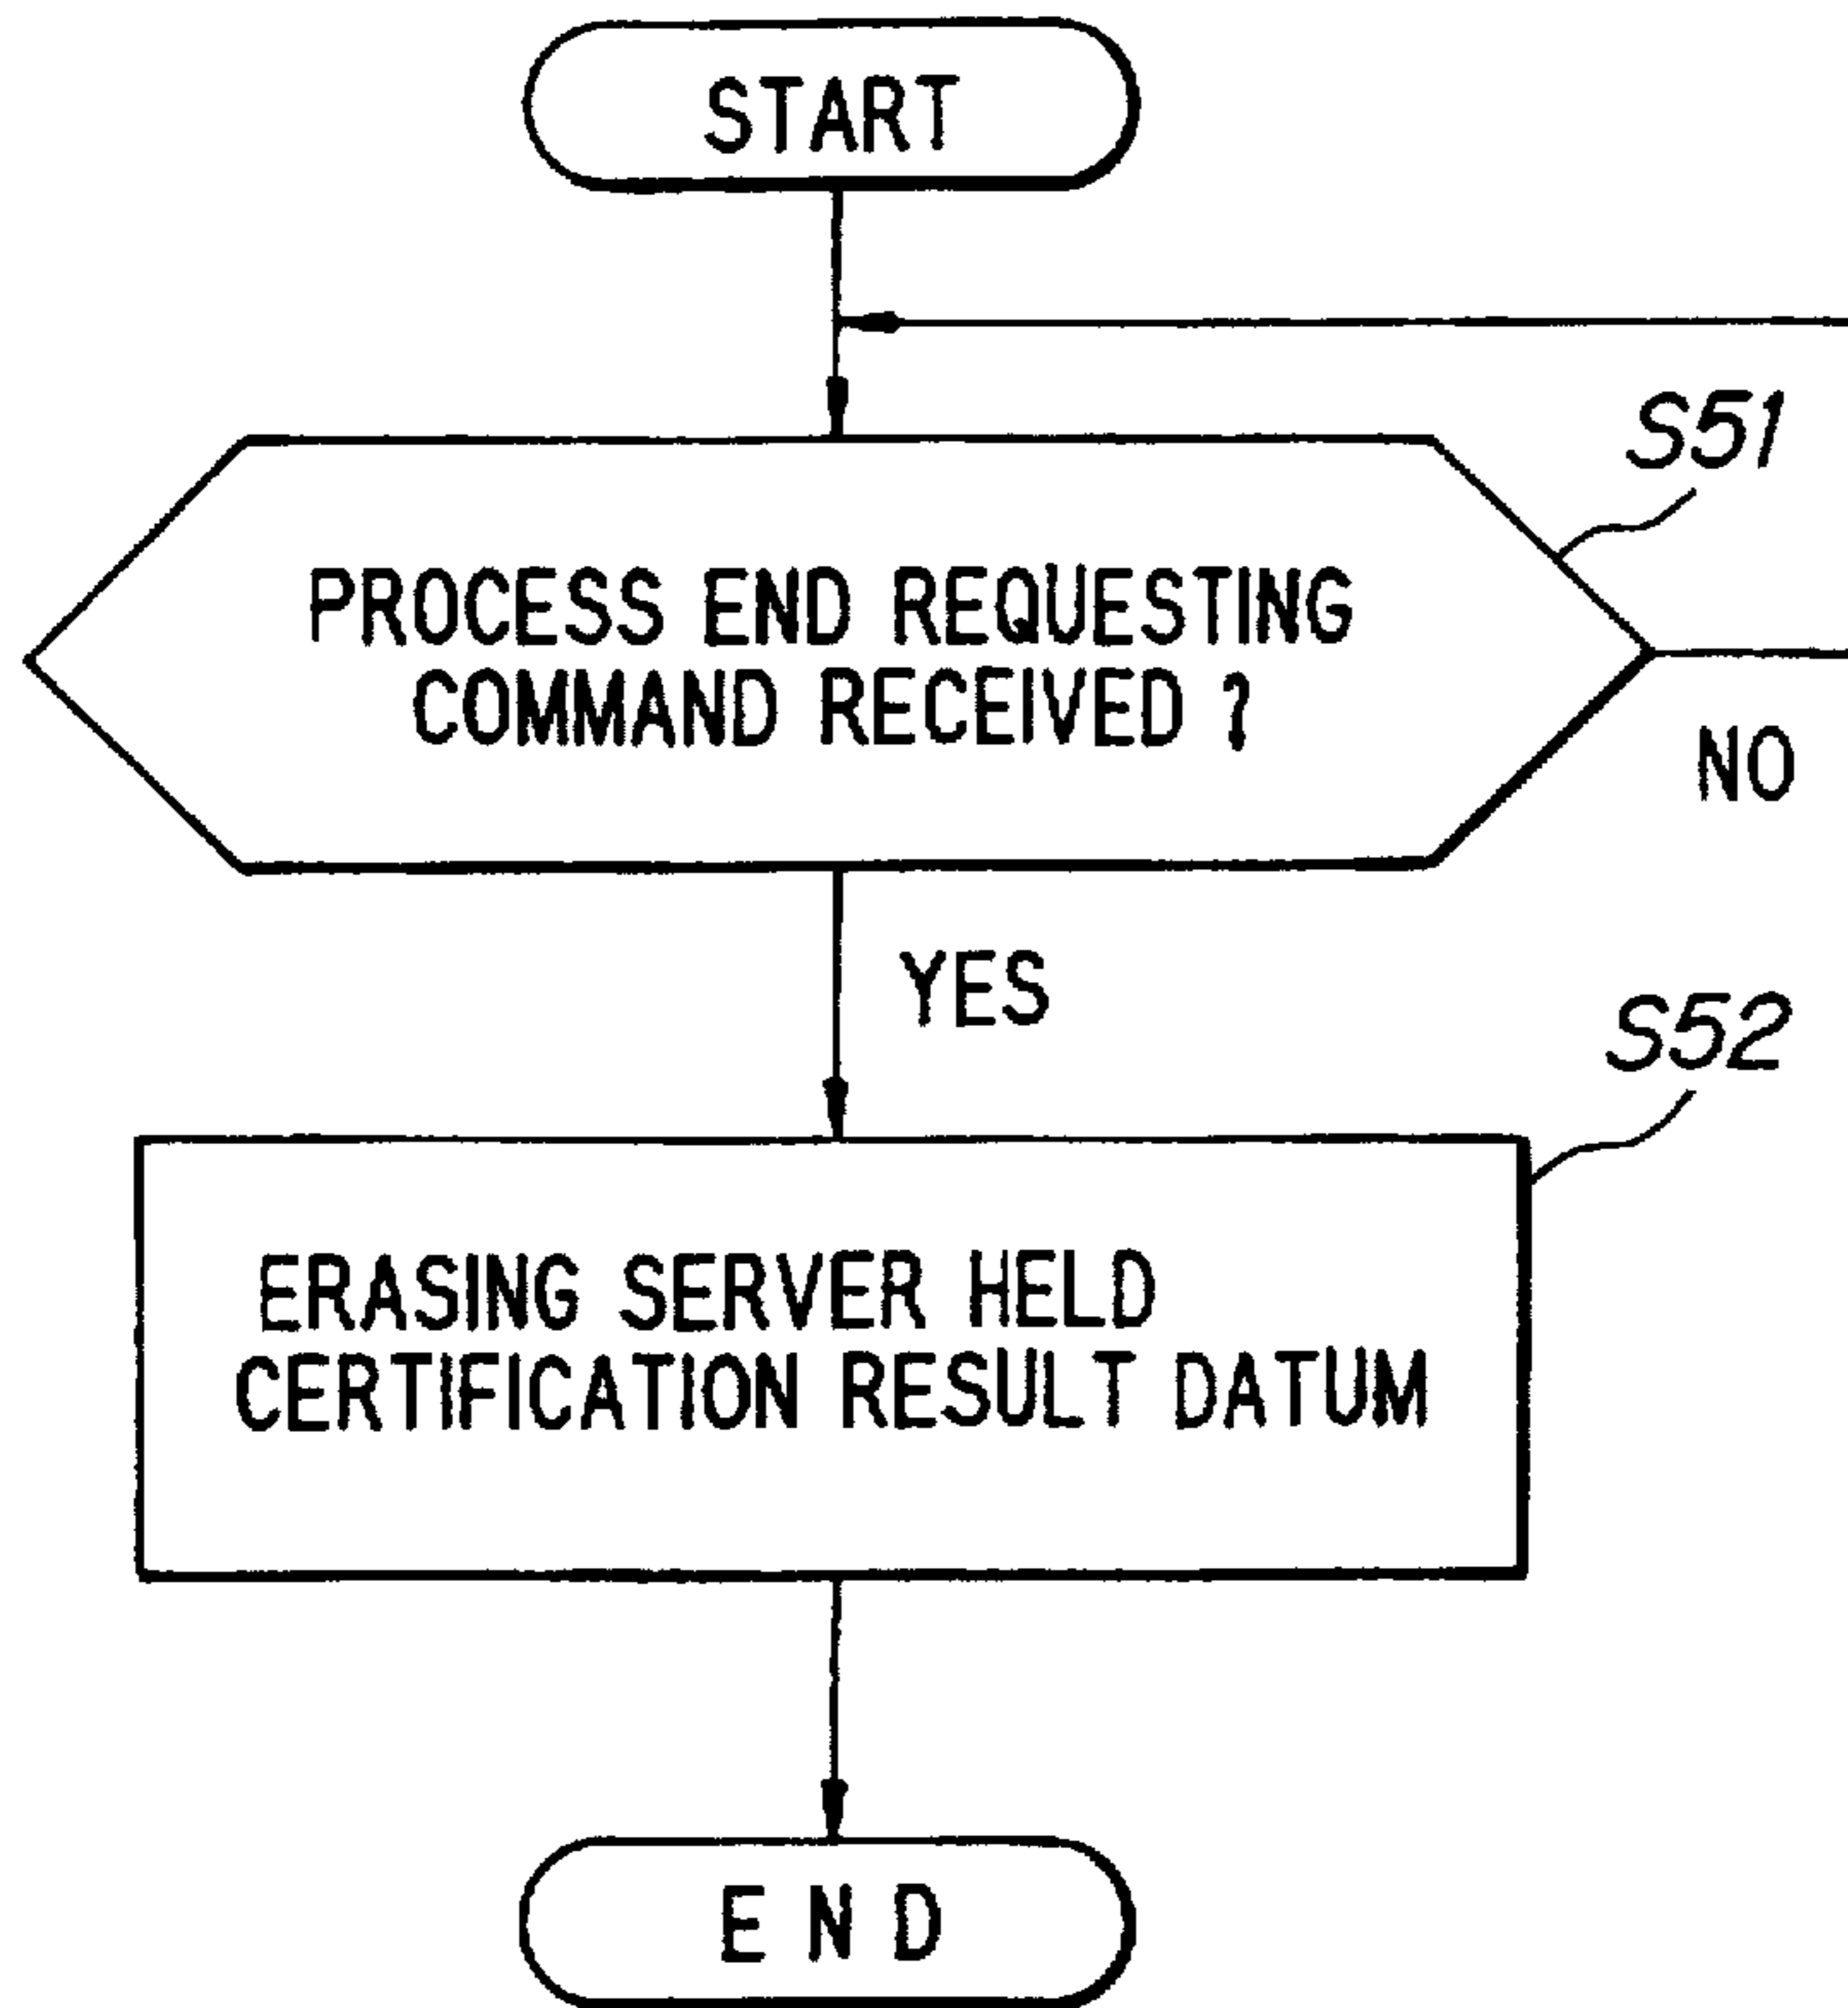 START
S51
PROCESS END REQUESTING
COMMAND RECEIVED ?
NO
YES
S52
ERASING SERVER HELD
CERTIFICATION RESULT DATUM
END